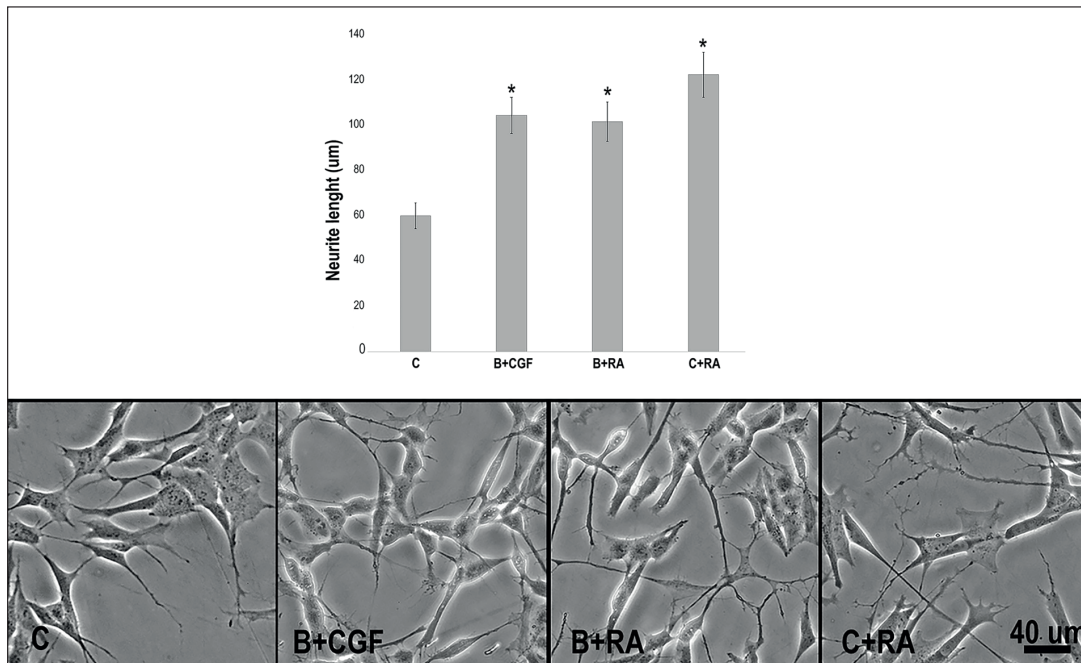 140
120
100
80
60
40
20
0
Neurite lenght (um)
*
*
*
C
B+CGF
B+RA
C+RA
C
B+CGF
B+RA
C+RA
40 um